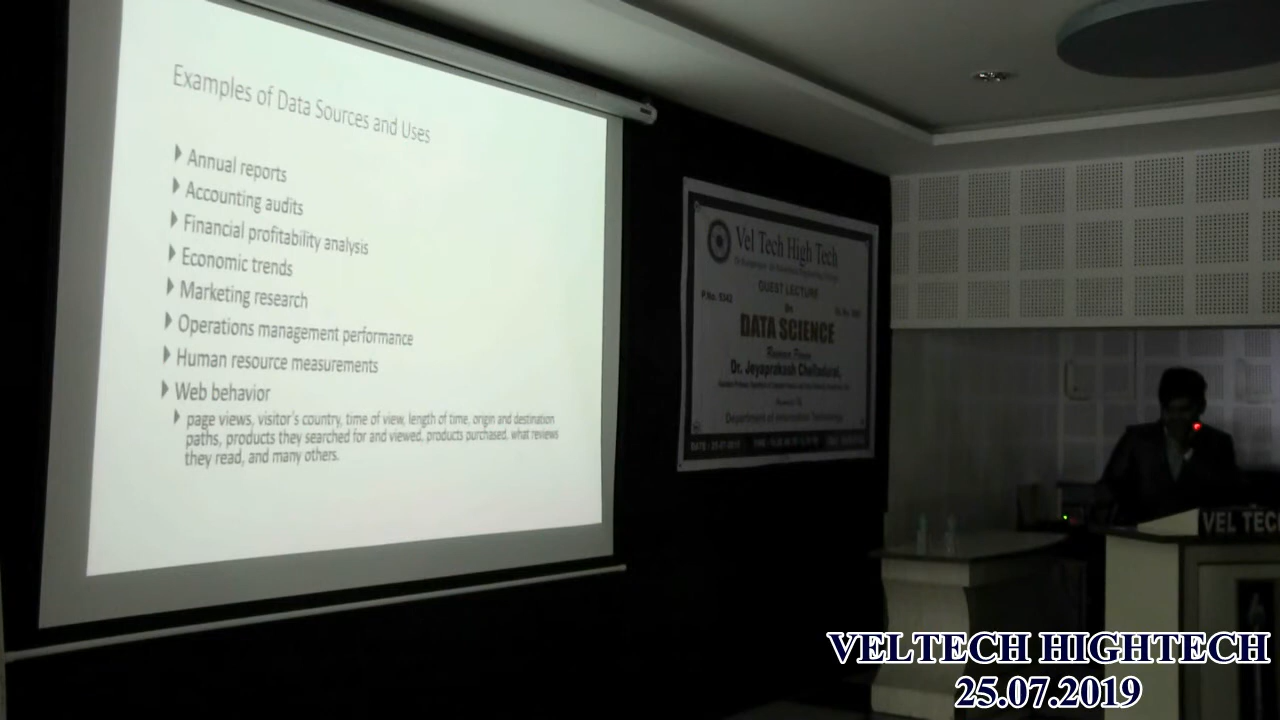 Examples of Data Sources and Uses
Annual reports
Accounting audits
Financial profitability analysis
Economic trends
Marketing research
Operations management performance
Human resource measurements
Web behavior
page views, visitor's country, time of view, length of time, origin and destination
paths, products they searched for and viewed, products purchased, what reviews
they read, and many others.
Vel Tech High Tech
GUEST LECTURE
on
DATA SCIENCE
Dr. Jeyaprakash Chelladurai,
Department of Information Technology
VEL TEC
VELTECH HIGHTECH
25.07.2019